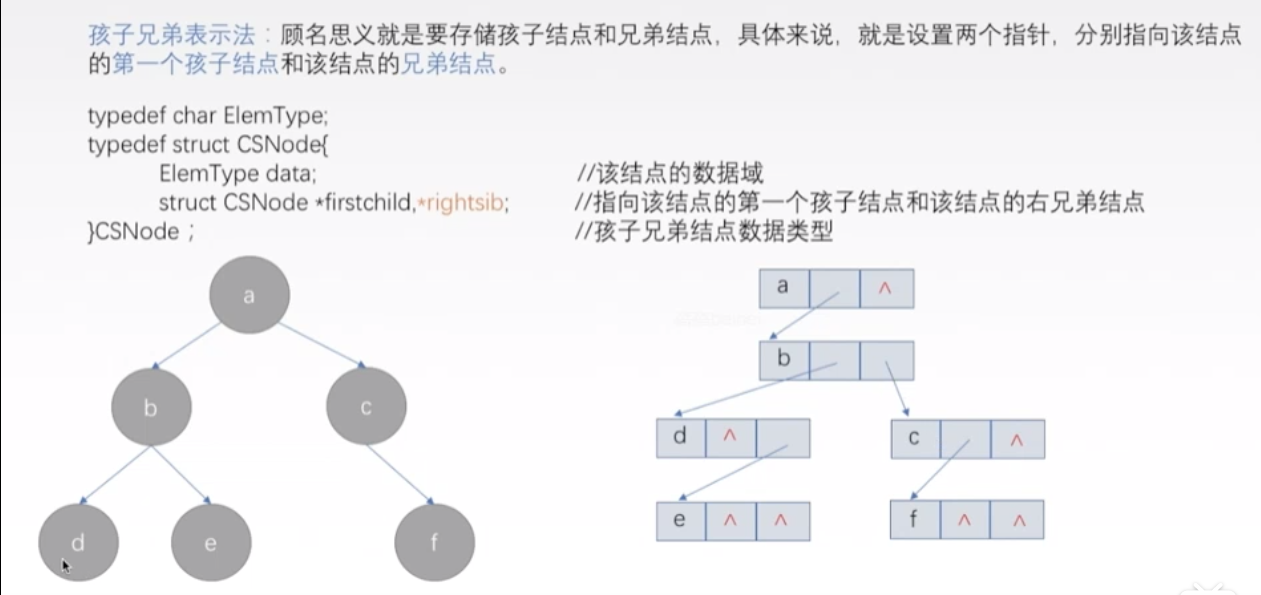 孩子兄弟表示法：顾名思义就是要存储孩子结点和兄弟结点，具体来说，就是设置两个指针，分别指向该结点
的第一个孩子结点和该结点的兄弟结点。
typedef char ElemType;
typedef struct CSNode{
ElemType data; //该结点的数据域
struct CSNode *firstchild,*rightsib; //指向该结点的第一个孩子结点和该结点的右兄弟结点
}CSNode； //孩子兄弟结点数据类型
a
b c
d e f
a ^
b
d ^ c ^
e ^ ^ f ^ ^